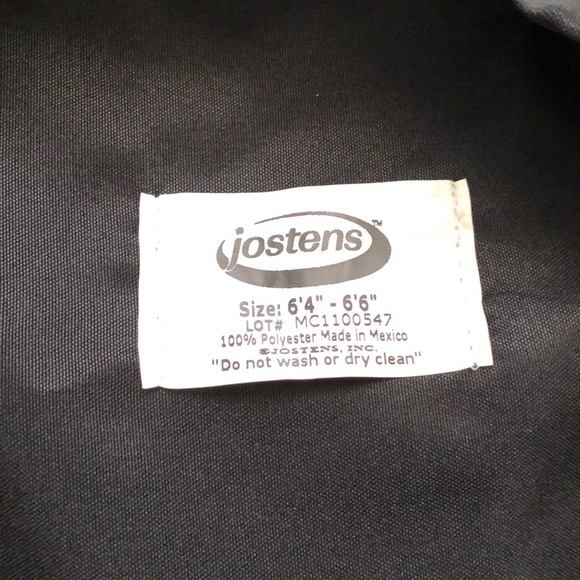 jostens™
Size: 6'4" - 6'6"
LOT# MC1100547
100% Polyester Made in Mexico
©JOSTENS, INC.
"Do not wash or dry clean"